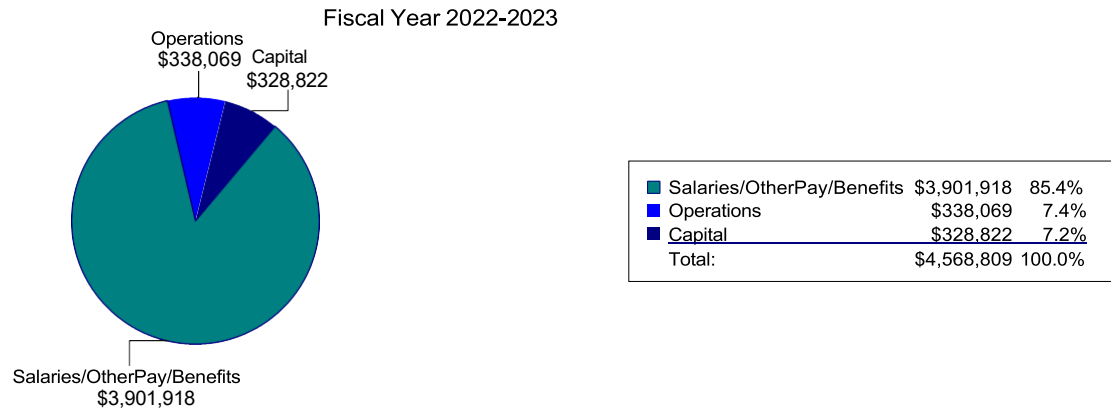 Fiscal Year 2022-2023
Operations
$338,069
Capital
$328,822
Salaries/OtherPay/Benefits
$3,901,918
Salaries/OtherPay/Benefits $3,901,918 85.4%
Operations $338,069 7.4%
Capital $328,822 7.2%
Total: $4,568,809 100.0%